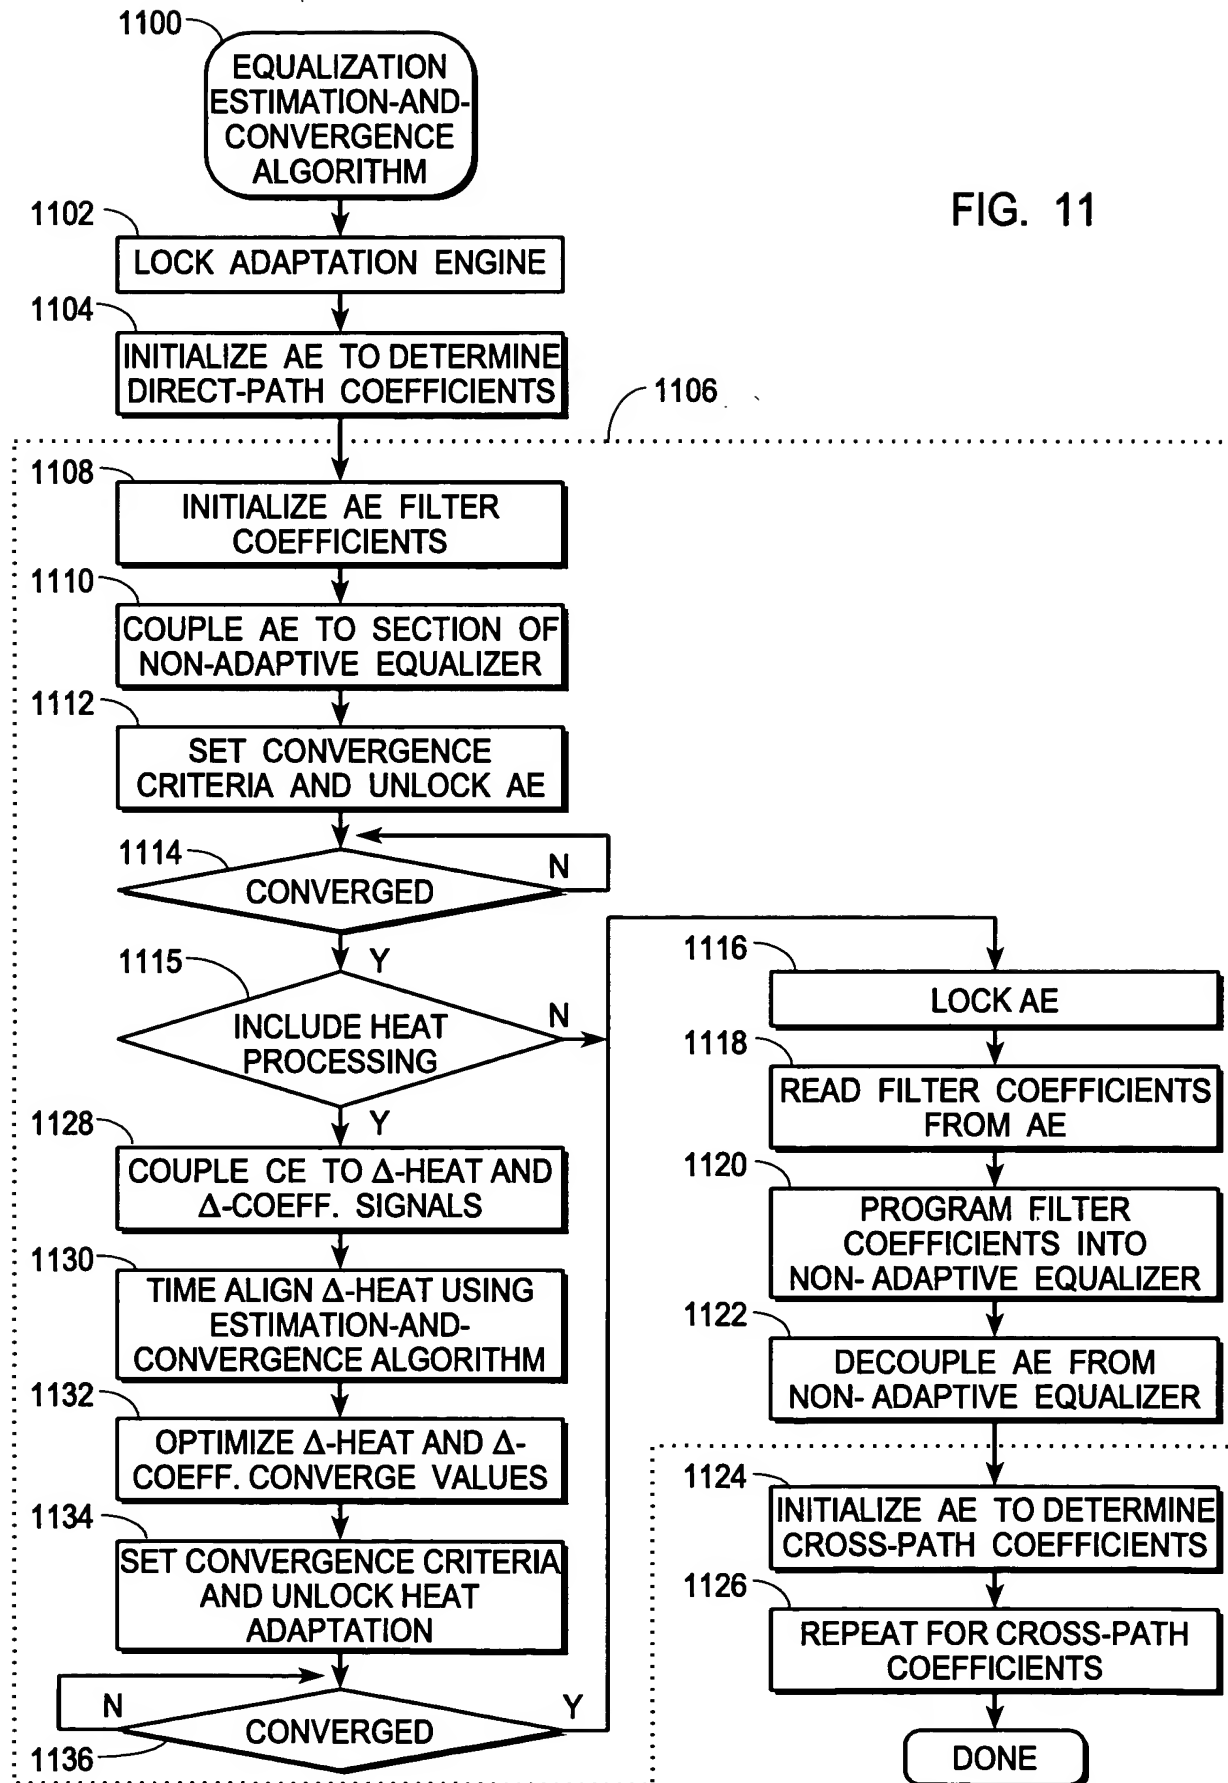 1100
EQUALIZATION
ESTIMATION-AND-
CONVERGENCE
ALGORITHM
FIG. 11
1102
LOCK ADAPTATION ENGINE
1104
INITIALIZE AE TO DETERMINE
DIRECT-PATH COEFFICIENTS
1106
1108
INITIALIZE AE FILTER
COEFFICIENTS
1110
COUPLE AE TO SECTION OF
NON-ADAPTIVE EQUALIZER
1112
SET CONVERGENCE
CRITERIA AND UNLOCK AE
1114
CONVERGED
N
Y
1115
INCLUDE HEAT
PROCESSING
N
Y
1128
COUPLE CE TO Δ-HEAT AND
Δ-COEFF. SIGNALS
1130
TIME ALIGN Δ-HEAT USING
ESTIMATION-AND-
CONVERGENCE ALGORITHM
1132
OPTIMIZE Δ-HEAT AND Δ-
COEFF. CONVERGE VALUES
1134
SET CONVERGENCE CRITERIA
AND UNLOCK HEAT
ADAPTATION
N
CONVERGED
Y
1136
1116
LOCK AE
1118
READ FILTER COEFFICIENTS
FROM AE
1120
PROGRAM FILTER
COEFFICIENTS INTO
NON- ADAPTIVE EQUALIZER
1122
DECOUPLE AE FROM
NON- ADAPTIVE EQUALIZER
1124
INITIALIZE AE TO DETERMINE
CROSS-PATH COEFFICIENTS
1126
REPEAT FOR CROSS-PATH
COEFFICIENTS
DONE